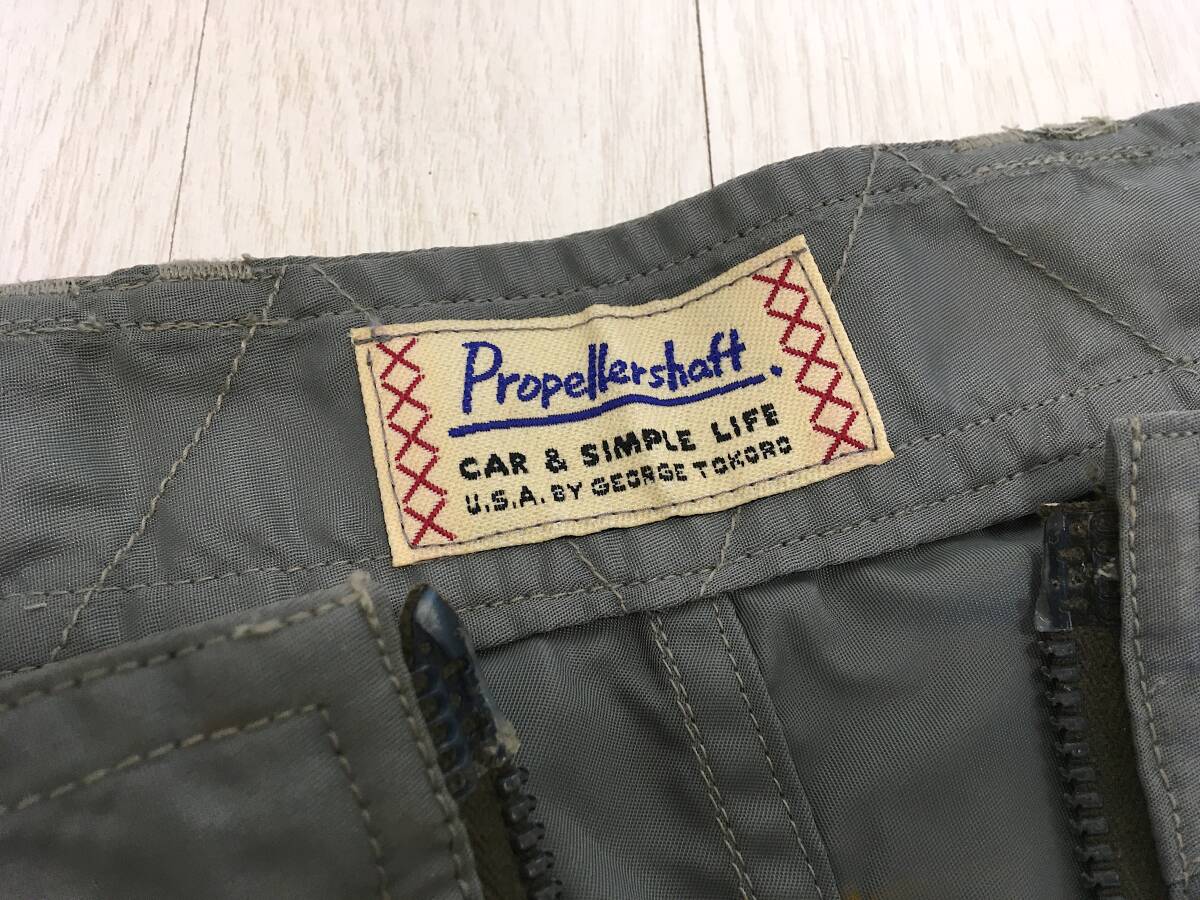 Propellershaft.
CAR & SIMPLE LIFE
U.S.A. BY GEORGE TOKORO